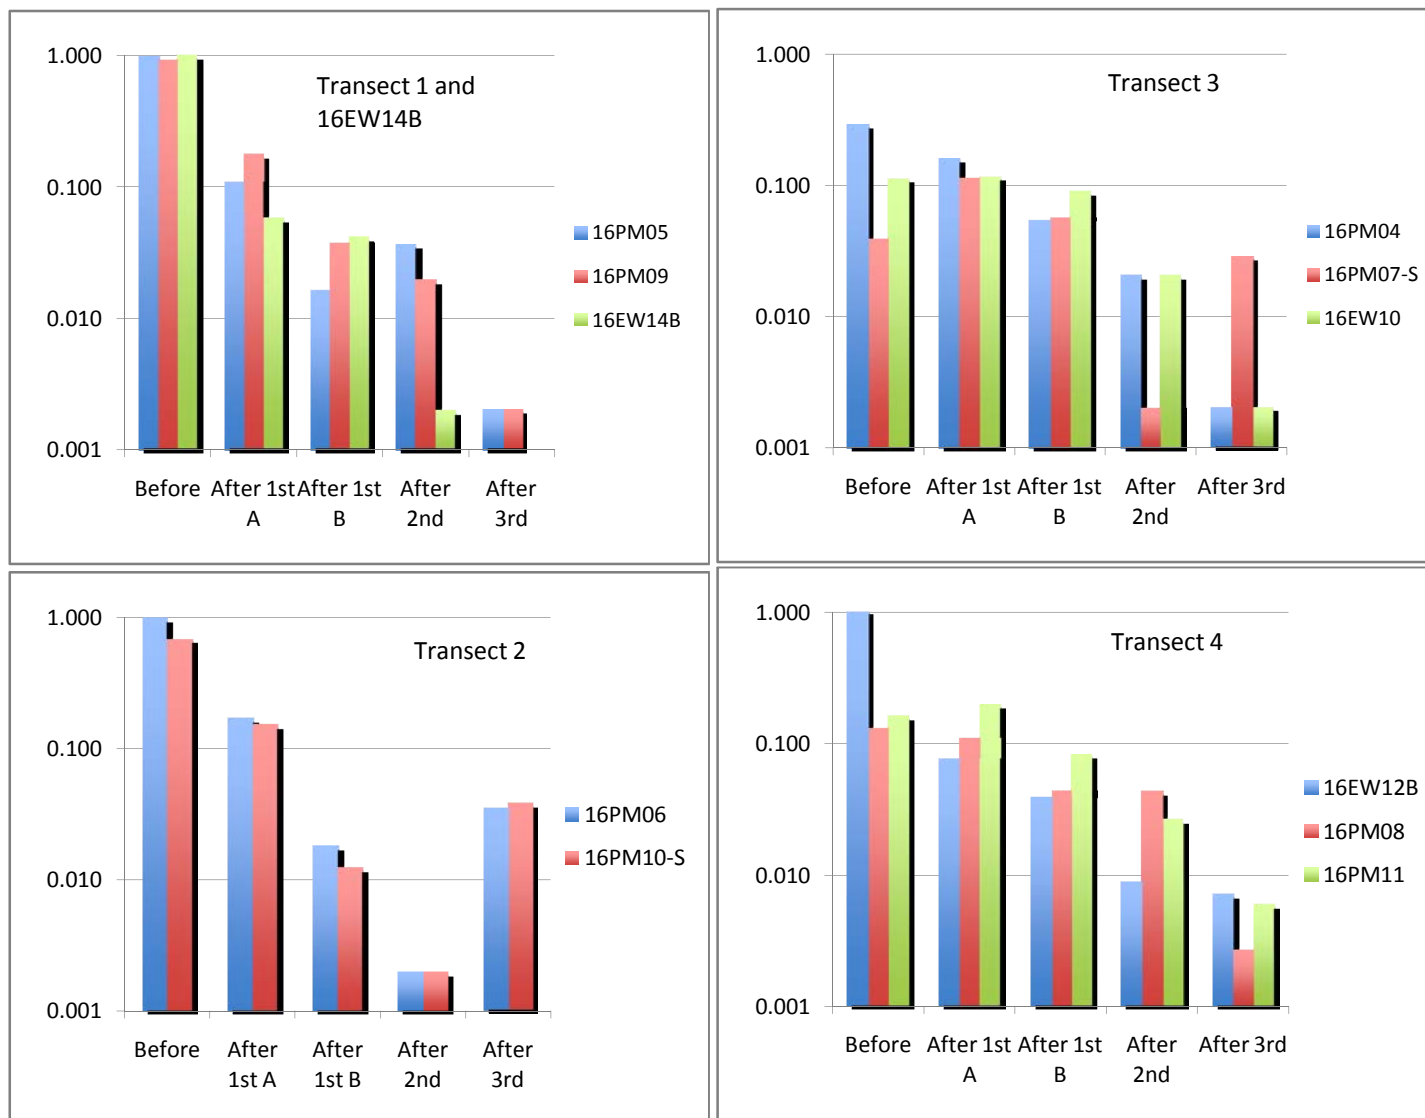 1.000
0.100
0.010
0.001
Transect 1 and
16EW14B
16PM05
16PM09
16EW14B
Before After 1st After 1st After After
A B 2nd 3rd
1.000
0.100
0.010
0.001
Transect 3
16PM04
16PM07-S
16EW10
Before After 1st After 1st After After 3rd
A B 2nd
1.000
0.100
0.010
0.001
Transect 2
16PM06
16PM10-S
Before After After After After
1st A 1st B 2nd 3rd
1.000
0.100
0.010
0.001
Transect 4
16EW12B
16PM08
16PM11
Before After 1st After 1st After After 3rd
A B 2nd